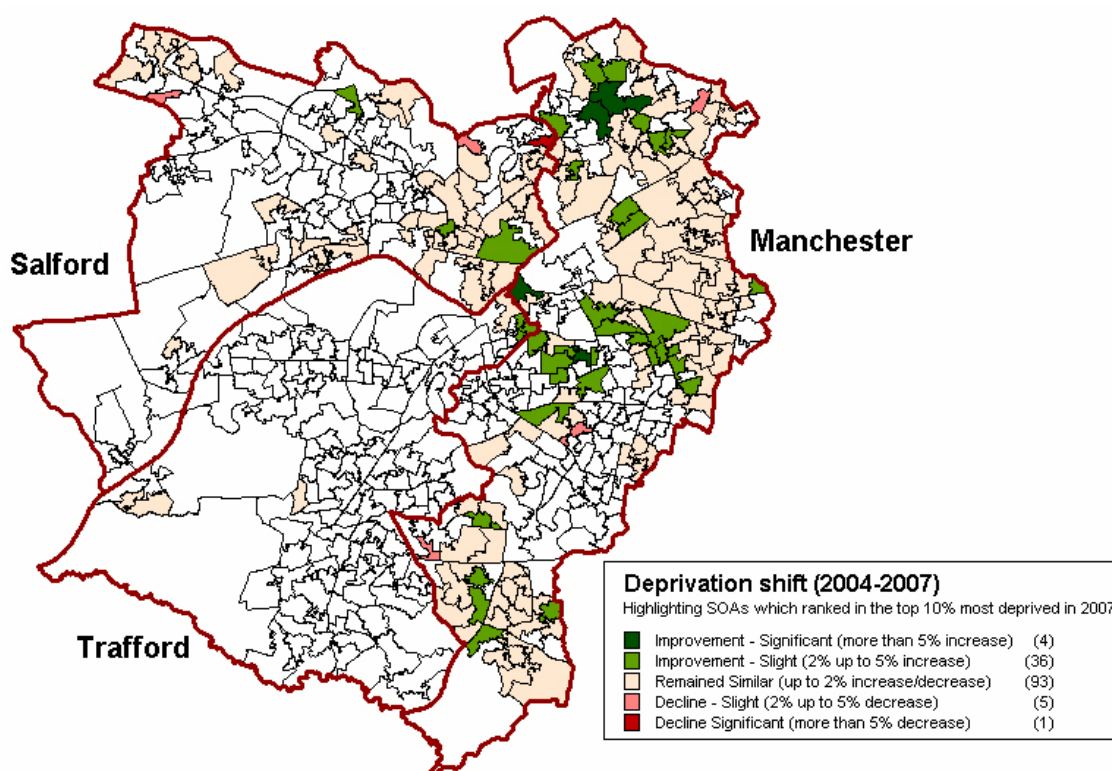 Salford
Manchester
Trafford
Deprivation shift (2004-2007)
Highlighting SOAs which ranked in the top 10% most deprived in 2007
Improvement - Significant (more than 5% increase) (4)
Improvement - Slight (2% up to 5% increase) (36)
Remained Similar (up to 2% increase/decrease) (93)
Decline - Slight (2% up to 5% decrease) (5)
Decline Significant (more than 5% decrease) (1)